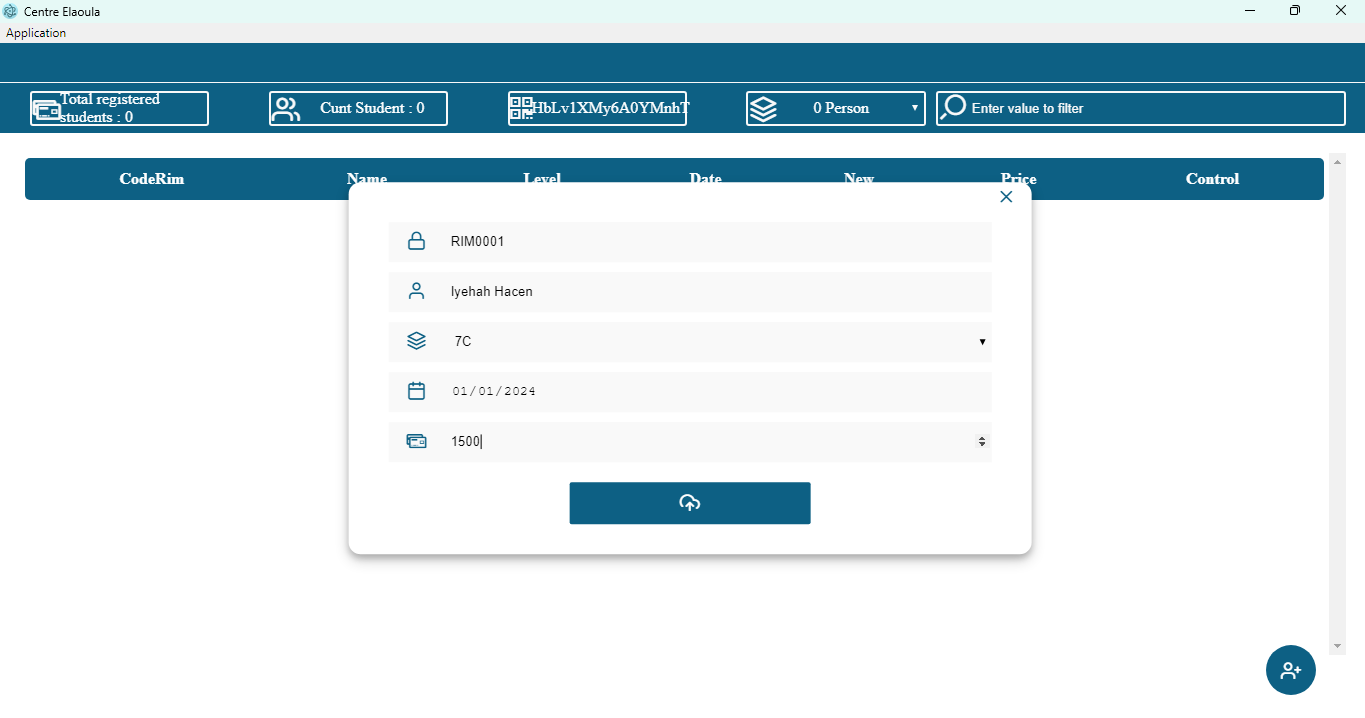 Centre Elaoula
Application
Total registered
students : 0
Cunt Student : 0
HbLv1XMy6A0YMnhT
0 Person
Enter value to filter
CodeRim Name Level Date New Price Control
RIM0001
Iyehah Hacen
7C
01/01/2024
1500